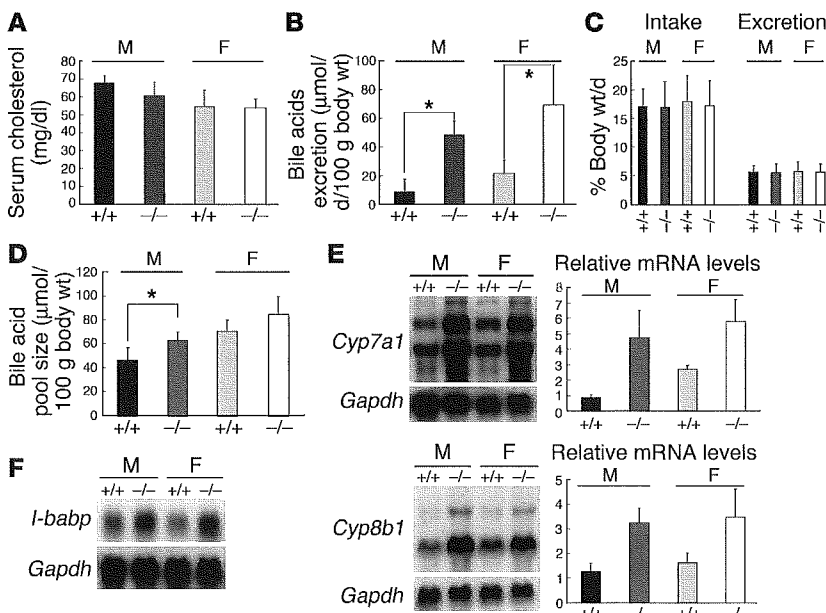 A
M F
Serum cholesterol
(mg/dl)
80
70
60
50
40
30
20
10
0
+/+ –/– +/+ –/–
B
M F
Bile acids
excretion (µmol/
d/100 g body wt)
100
80
60
40
20
0
* *
+/+ –/– +/+ –/–
C
Intake Excretion
M F M F
% Body wt/d
25
20
15
10
5
0
+/+ –/– +/+ –/– +/+ –/– +/+ –/–
D
M F
Bile acid
pool size (µmol/
100 g body wt)
120
100
80
60
40
20
0
*
+/+ –/– +/+ –/–
E
M F
+/+ –/– +/+ –/–
Cyp7a1
Gapdh
Relative mRNA levels
M F
8
7
6
5
4
3
2
1
0
+/+ –/– +/+ –/–
F
M F
+/+ –/– +/+ –/–
I-babp
Gapdh
M F
+/+ –/– +/+ –/–
Cyp8b1
Gapdh
Relative mRNA levels
M F
5
4
3
2
1
0
+/+ –/– +/+ –/–